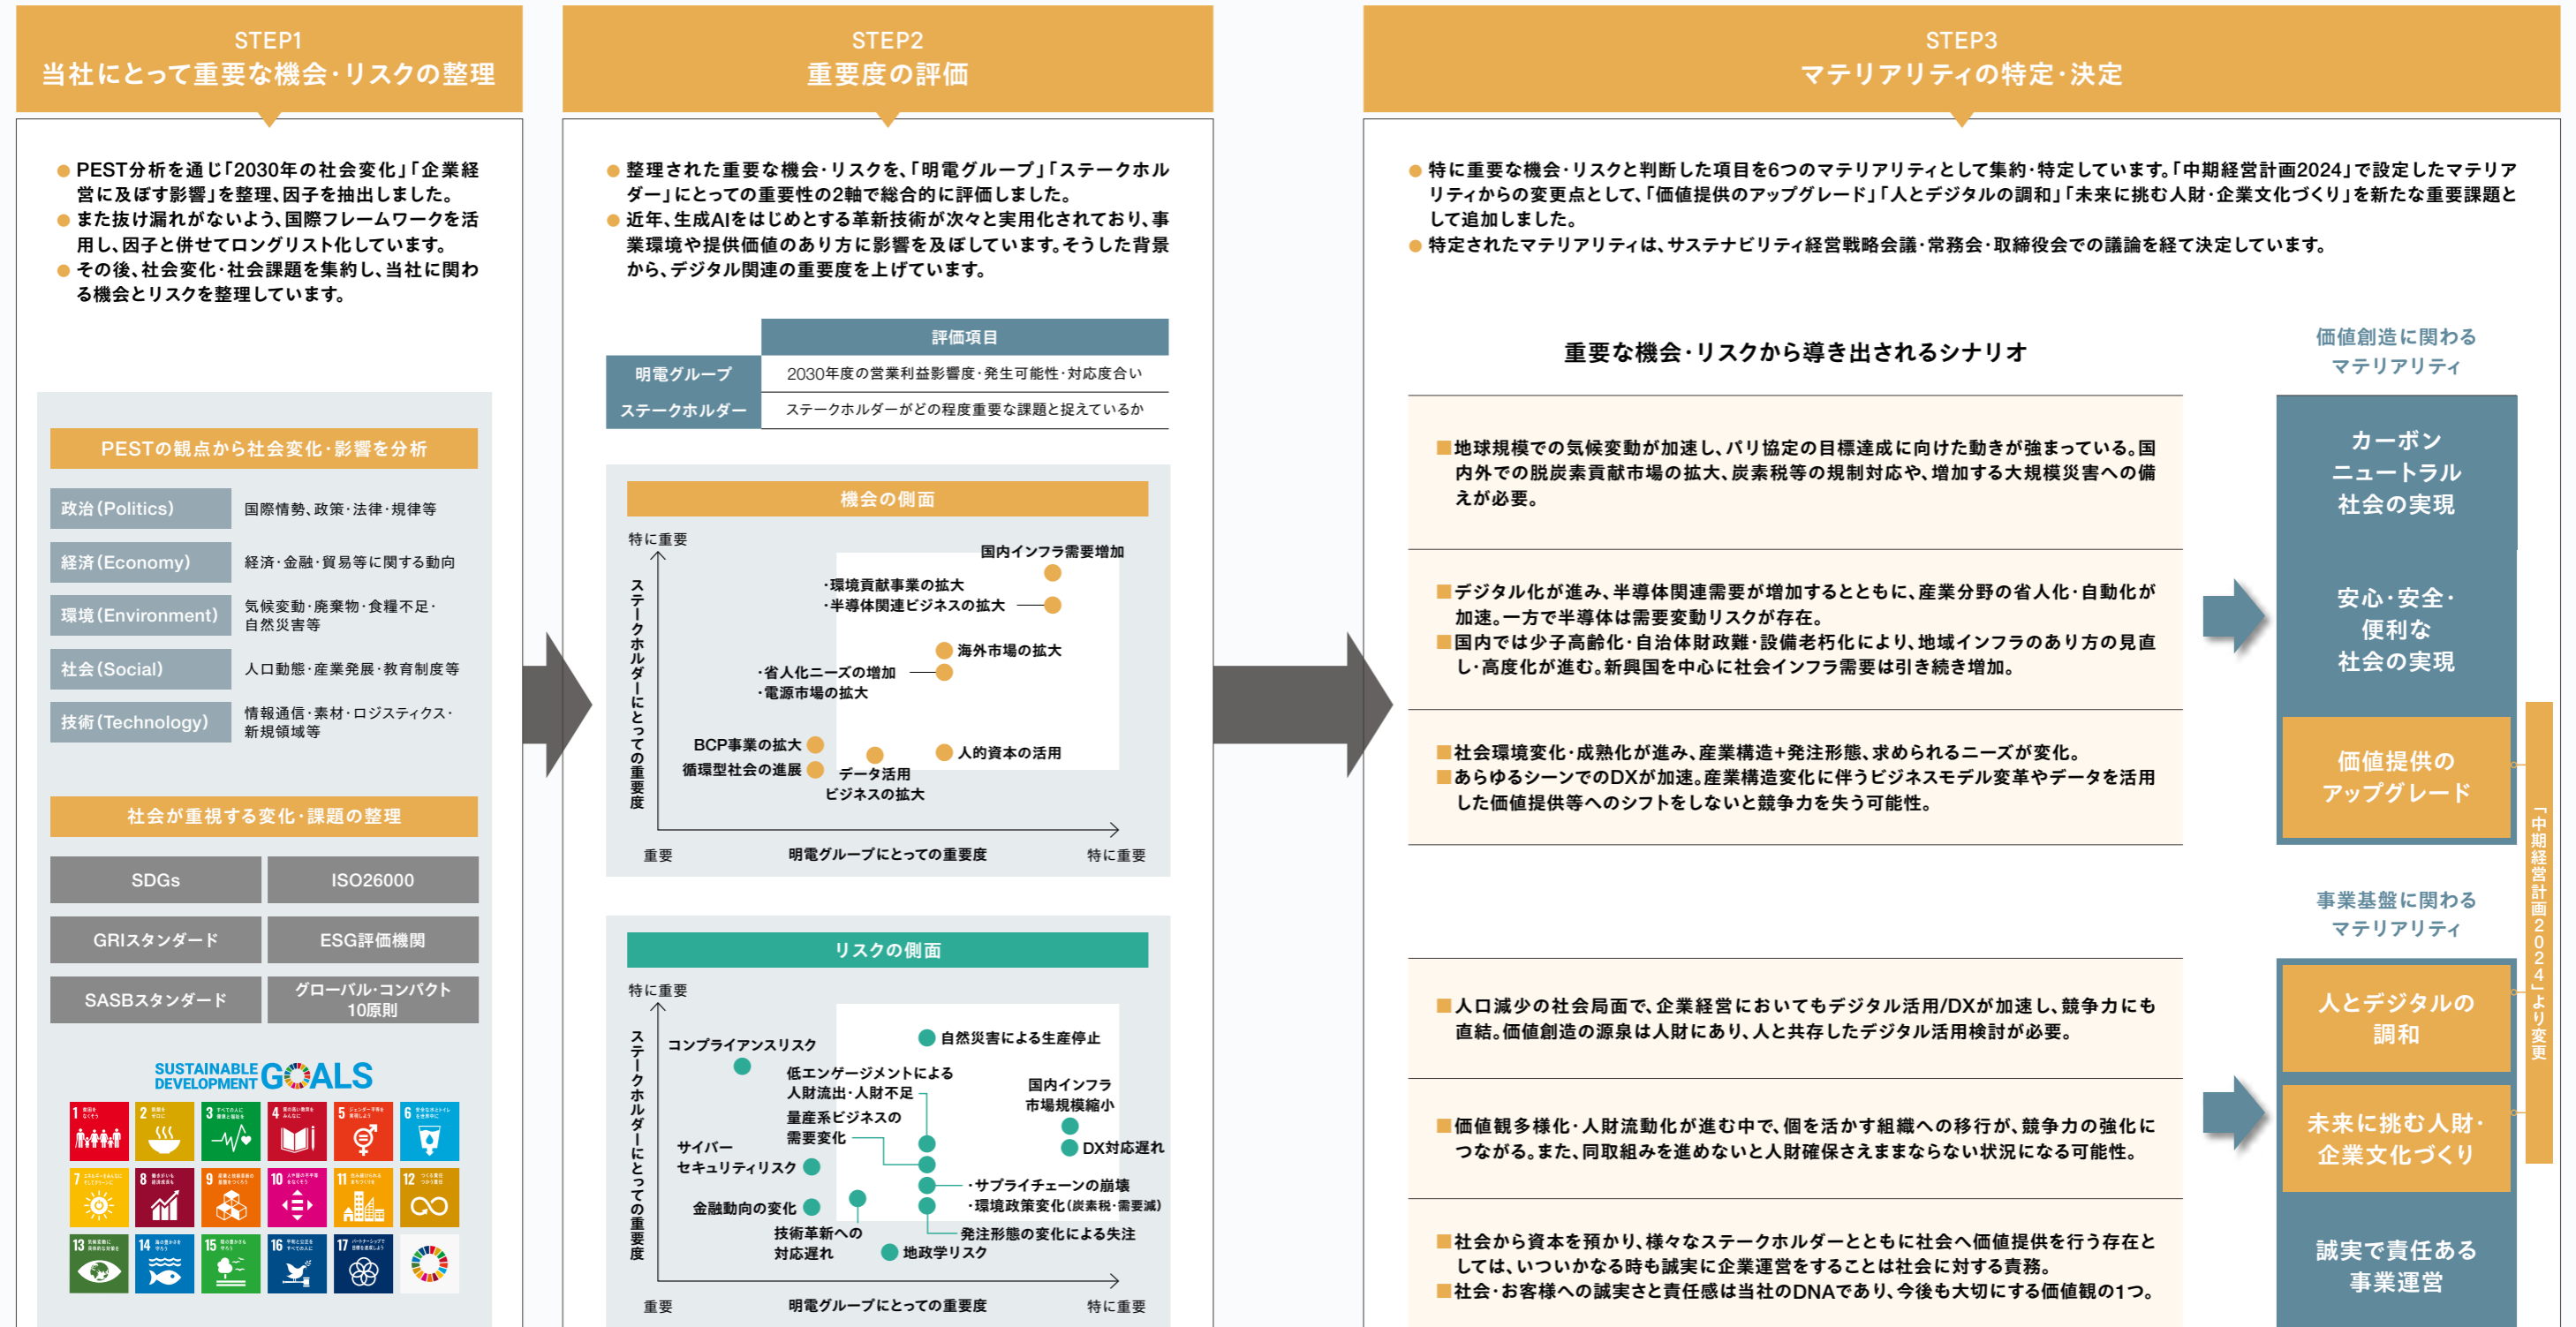 STEP1
当社にとって重要な機会・リスクの整理
● PEST分析を通じ「2030年の社会変化」「企業経
営に及ぼす影響」を整理、因子を抽出しました。
● また抜け漏れがないよう、国際フレームワークを活
用し、因子と併せてロングリスト化しています。
● その後、社会変化・社会課題を集約し、当社に関わ
る機会とリスクを整理しています。
PESTの観点から社会変化・影響を分析
政治(Politics)
国際情勢、政策・法律・規律等
経済(Economy)
経済・金融・貿易等に関する動向
環境(Environment)
気候変動・廃棄物・食糧不足・
自然災害等
社会(Social)
人口動態・産業発展・教育制度等
技術(Technology)
情報通信・素材・ロジスティクス・
新規領域等
社会が重視する変化・課題の整理
SDGs
ISO26000
GRIスタンダード
ESG評価機関
SASBスタンダード
グローバル・コンパクト
10原則
SUSTAINABLE
DEVELOPMENT GOALS
1
2
3
4
5
6
7
8
9
10
11
12
13
14
15
16
17
STEP2
重要度の評価
● 整理された重要な機会・リスクを、「明電グループ」「ステークホル
ダー」にとっての重要性の2軸で総合的に評価しました。
● 近年、生成AIをはじめとする革新技術が次々と実用化されており、事
業環境や提供価値のあり方に影響を及ぼしています。そうした背景
から、デジタル関連の重要度を上げています。
評価項目
明電グループ
2030年度の営業利益影響度・発生可能性・対応度合い
ステークホルダー
ステークホルダーがどの程度重要な課題と捉えているか
機会の側面
特に重要
ステークホルダーにとっての重要度
国内インフラ需要増加
・環境貢献事業の拡大
・半導体関連ビジネスの拡大
海外市場の拡大
・省人化ニーズの増加
・電源市場の拡大
BCP事業の拡大
循環型社会の進展
データ活用
ビジネスの拡大
人的資本の活用
重要
明電グループにとっての重要度
特に重要
リスクの側面
特に重要
ステークホルダーにとっての重要度
コンプライアンスリスク
自然災害による生産停止
低エンゲージメントによる
人財流出・人財不足
量産系ビジネスの
需要変化
国内インフラ
市場規模縮小
DX対応遅れ
サイバー
セキュリティリスク
・サプライチェーンの崩壊
・環境政策変化(炭素税・需要減)
金融動向の変化
技術革新への
対応遅れ
発注形態の変化による失注
地政学リスク
重要
明電グループにとっての重要度
特に重要
STEP3
マテリアリティの特定・決定
● 特に重要な機会・リスクと判断した項目を6つのマテリアリティとして集約・特定しています。「中期経営計画2024」で設定したマテリア
リティからの変更点として、「価値提供のアップグレード」「人とデジタルの調和」「未来に挑む人財・企業文化づくり」を新たな重要課題と
して追加しました。
● 特定されたマテリアリティは、サステナビリティ経営戦略会議・常務会・取締役会での議論を経て決定しています。
重要な機会・リスクから導き出されるシナリオ
価値創造に関わる
マテリアリティ
■地球規模での気候変動が加速し、パリ協定の目標達成に向けた動きが強まっている。国
内外での脱炭素貢献市場の拡大、炭素税等の規制対応や、増加する大規模災害への備
えが必要。
カーボン
ニュートラル
社会の実現
■デジタル化が進み、半導体関連需要が増加するとともに、産業分野の省人化・自動化が
加速。一方で半導体は需要変動リスクが存在。
■国内では少子高齢化・自治体財政難・設備老朽化により、地域インフラのあり方の見直
し・高度化が進む。新興国を中心に社会インフラ需要は引き続き増加。
安心・安全・
便利な
社会の実現
■社会環境変化・成熟化が進み、産業構造+発注形態、求められるニーズが変化。
■あらゆるシーンでのDXが加速。産業構造変化に伴うビジネスモデル変革やデータを活用
した価値提供等へのシフトをしないと競争力を失う可能性。
価値提供の
アップグレード
「中期経営計画2024」より変更
事業基盤に関わる
マテリアリティ
■人口減少の社会局面で、企業経営においてもデジタル活用/DXが加速し、競争力にも
直結。価値創造の源泉は人財にあり、人と共存したデジタル活用検討が必要。
人とデジタルの
調和
■価値観多様化・人財流動化が進む中で、個を活かす組織への移行が、競争力の強化に
つながる。また、同取組みを進めないと人財確保さえままならない状況になる可能性。
未来に挑む人財・
企業文化づくり
■社会から資本を預かり、様々なステークホルダーとともに社会へ価値提供を行う存在と
しては、いついかなる時も誠実に企業運営をすることは社会に対する責務。
■社会・お客様への誠実さと責任感は当社のDNAであり、今後も大切にする価値観の1つ。
誠実で責任ある
事業運営